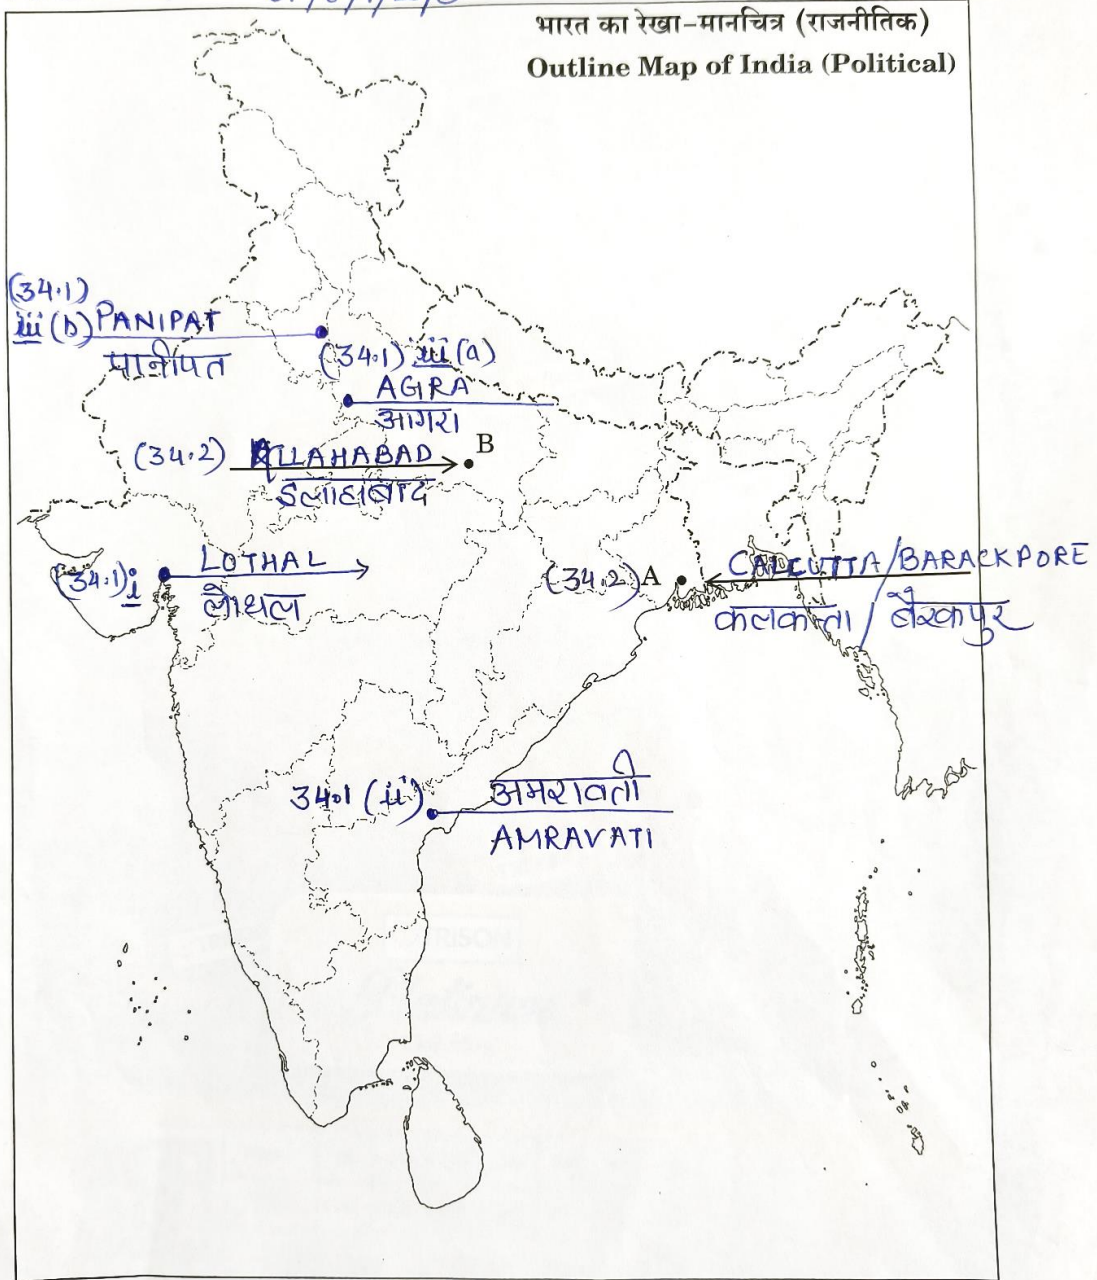 भारत का रेखा-मानचित्र (राजनीतिक)
Outline Map of India (Political)
(34.1)
iii (b) PANIPAT
पानीपत
(34.1) iii (a)
AGRA
आगरा
B
(34.2) ALLAHABAD
इलाहाबाद
(34.1) i LOTHAL
लोथल
(34.2) A CALCUTTA/BARACKPORE
कलकत्ता / बैरकपुर
34.1 (ii) अमरावती
AMRAVATI